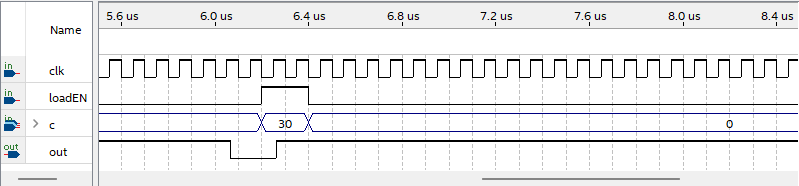 Name
5.6 us 6.0 us 6.4 us 6.8 us 7.2 us 7.6 us 8.0 us 8.4 us
in clk
in loadEN
in > c 30 0
out out